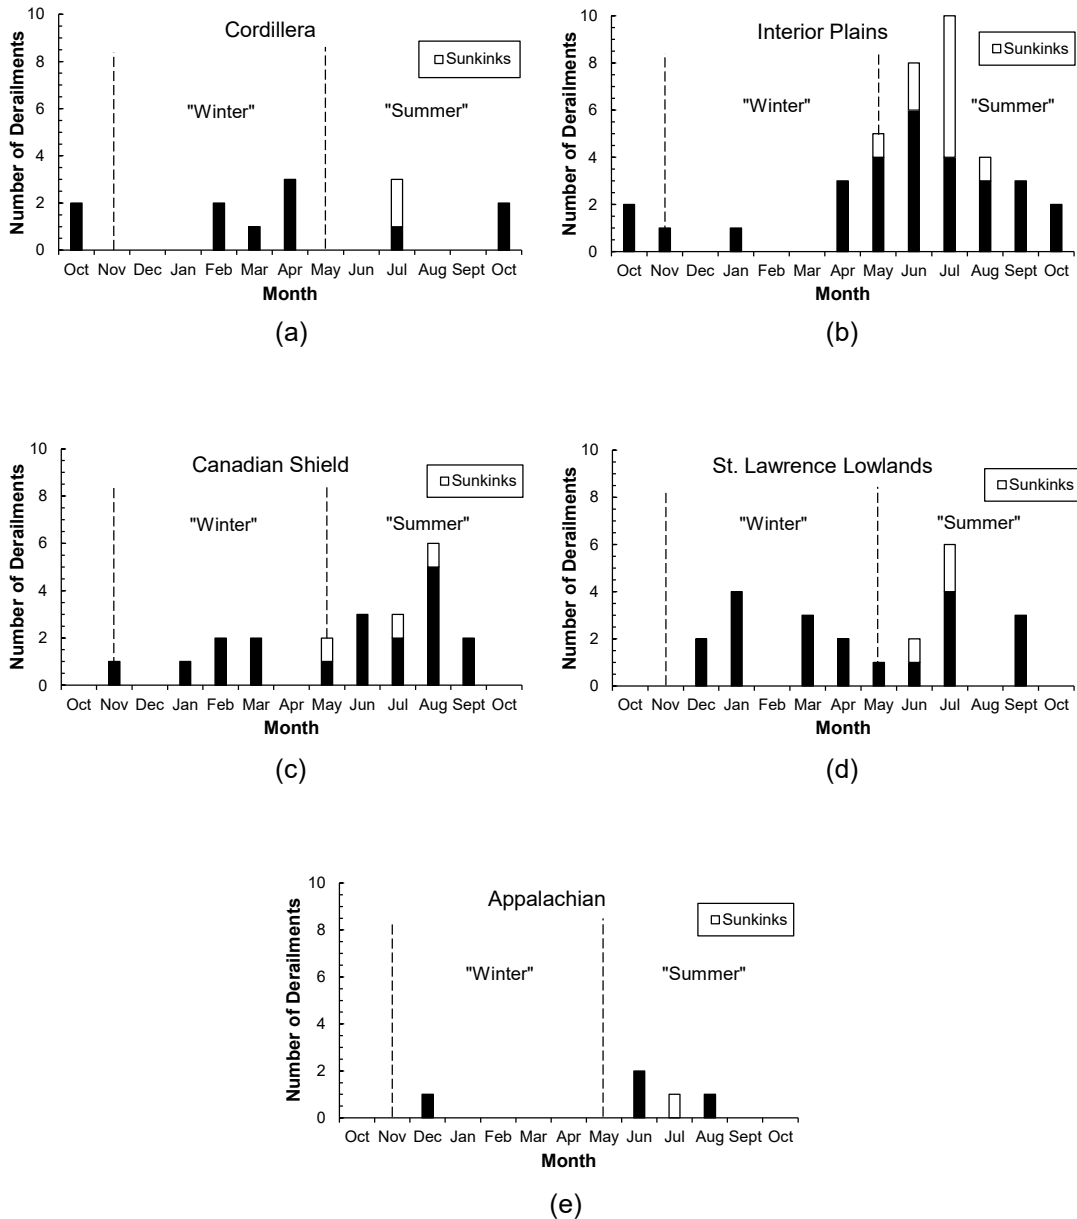 Cordillera
Sunkinks
"Winter"
"Summer"
Number of Derailments
10
8
6
4
2
0
Oct Nov Dec Jan Feb Mar Apr May Jun Jul Aug Sept Oct
Month
(a)
Interior Plains
Sunkinks
"Winter"
"Summer"
Number of Derailments
10
8
6
4
2
0
Oct Nov Dec Jan Feb Mar Apr May Jun Jul Aug Sept Oct
Month
(b)
Canadian Shield
Sunkinks
"Winter"
"Summer"
Number of Derailments
10
8
6
4
2
0
Oct Nov Dec Jan Feb Mar Apr May Jun Jul Aug Sept Oct
Month
(c)
St. Lawrence Lowlands
Sunkinks
"Winter"
"Summer"
Number of Derailments
10
8
6
4
2
0
Oct Nov Dec Jan Feb Mar Apr May Jun Jul Aug Sept Oct
Month
(d)
Appalachian
Sunkinks
"Winter"
"Summer"
Number of Derailments
10
8
6
4
2
0
Oct Nov Dec Jan Feb Mar Apr May Jun Jul Aug Sept Oct
Month
(e)